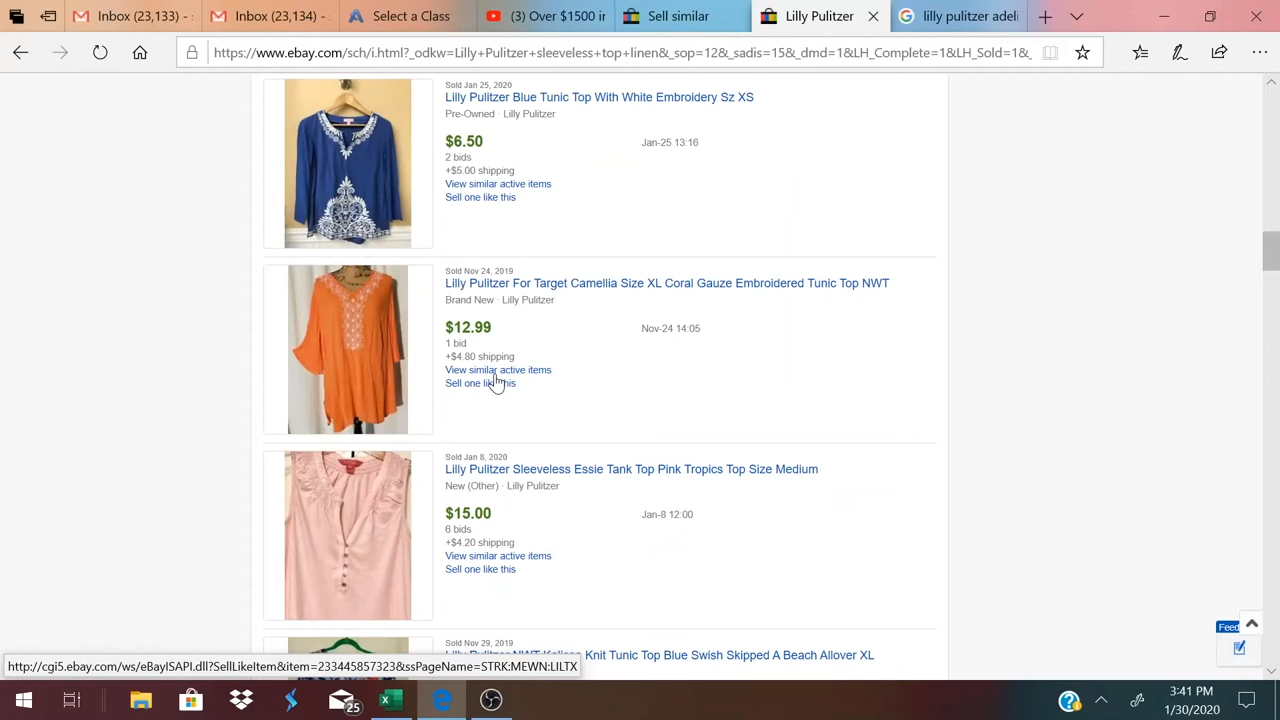 Inbox (23,133) -
Inbox (23,134) -
Select a Class
(3) Over $1500 ir
Sell similar
Lilly Pulitzer
lilly pulitzer adeli
https://www.ebay.com/sch/i.html?_odkw=Lilly+Pulitzer+sleeveless+top+linen&_sop=12&_sadis=15&_dmd=1&LH_Complete=1&LH_Sold=1&_
Sold Jan 25, 2020
Lilly Pulitzer Blue Tunic Top With White Embroidery Sz XS
Pre-Owned · Lilly Pulitzer
$6.50
Jan-25 13:16
2 bids
+$5.00 shipping
View similar active items
Sell one like this
Sold Nov 24, 2019
Lilly Pulitzer For Target Camellia Size XL Coral Gauze Embroidered Tunic Top NWT
Brand New · Lilly Pulitzer
$12.99
Nov-24 14:05
1 bid
+$4.80 shipping
View similar active items
Sell one like this
Sold Jan 8, 2020
Lilly Pulitzer Sleeveless Essie Tank Top Pink Tropics Top Size Medium
New (Other) · Lilly Pulitzer
$15.00
Jan-8 12:00
6 bids
+$4.20 shipping
View similar active items
Sell one like this
Feed
Sold Nov 29, 2019
Lilly Pulitzer NWT Knit Tunic Top Blue Swish Skipped A Beach Allover XL
http://cgi5.ebay.com/ws/eBayISAPI.dll?SellLikeItem&item=233445857323&ssPageName=STRK:MEWN:LILTX
25
3:41 PM
1/30/2020